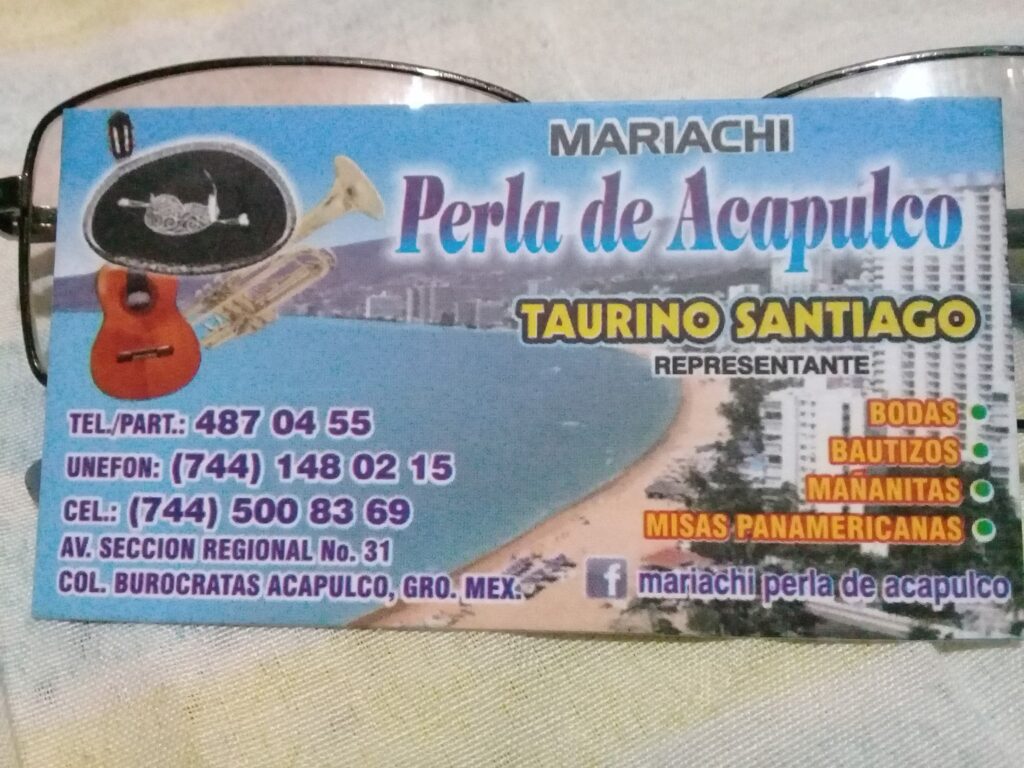 MARIACHI
Perla de Acapulco
TAURINO SANTIAGO
REPRESENTANTE
TEL./PART.: 487 04 55
UNEFON: (744) 148 02 15
CEL.: (744) 500 83 69
AV. SECCION REGIONAL No. 31
COL. BUROCRATAS ACAPULCO, GRO. MEX.
BODAS
BAUTIZOS
MAÑANITAS
MISAS PANAMERICANAS
f mariachi perla de acapulco